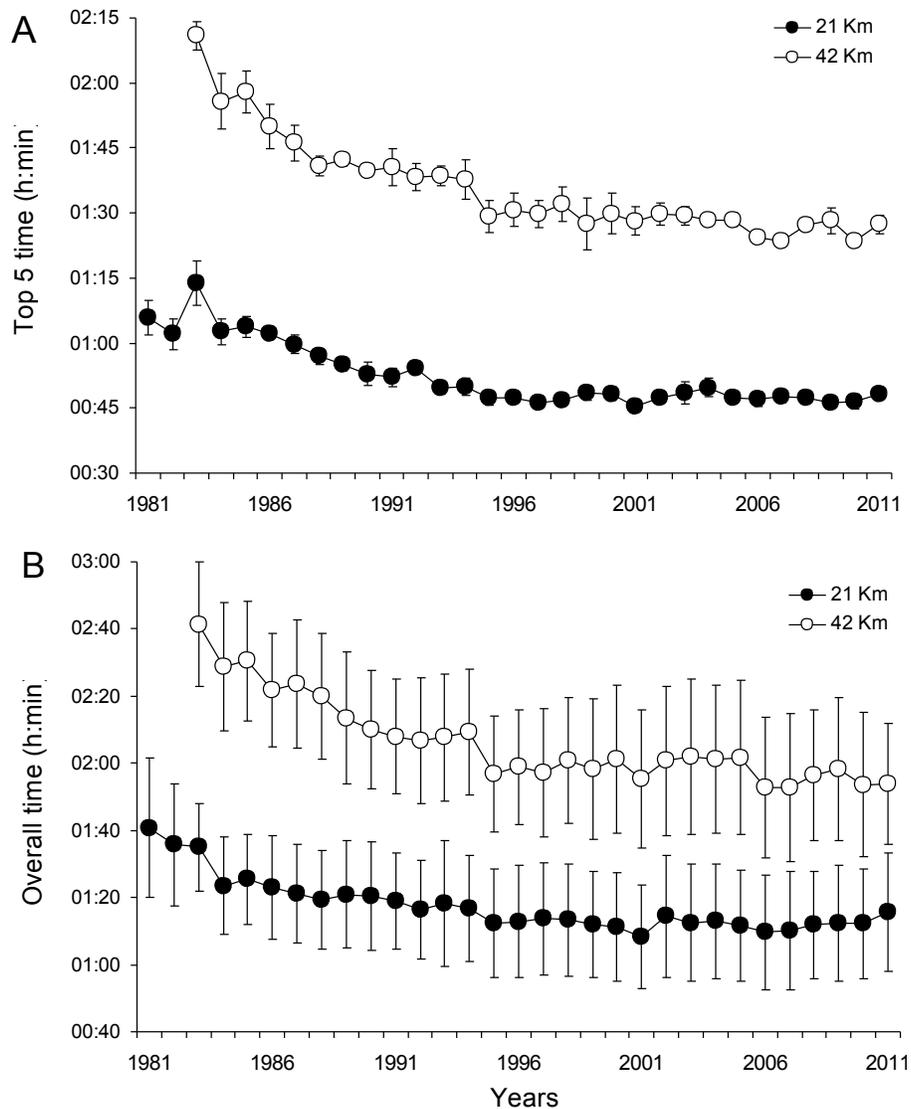 A
Top 5 time (h:min)
02:15
02:00
01:45
01:30
01:15
01:00
00:45
00:30
21 Km
42 Km
1981 1986 1991 1996 2001 2006 2011
B
Overall time (h:min)
03:00
02:40
02:20
02:00
01:40
01:20
01:00
00:40
21 Km
42 Km
1981 1986 1991 1996 2001 2006 2011
Years